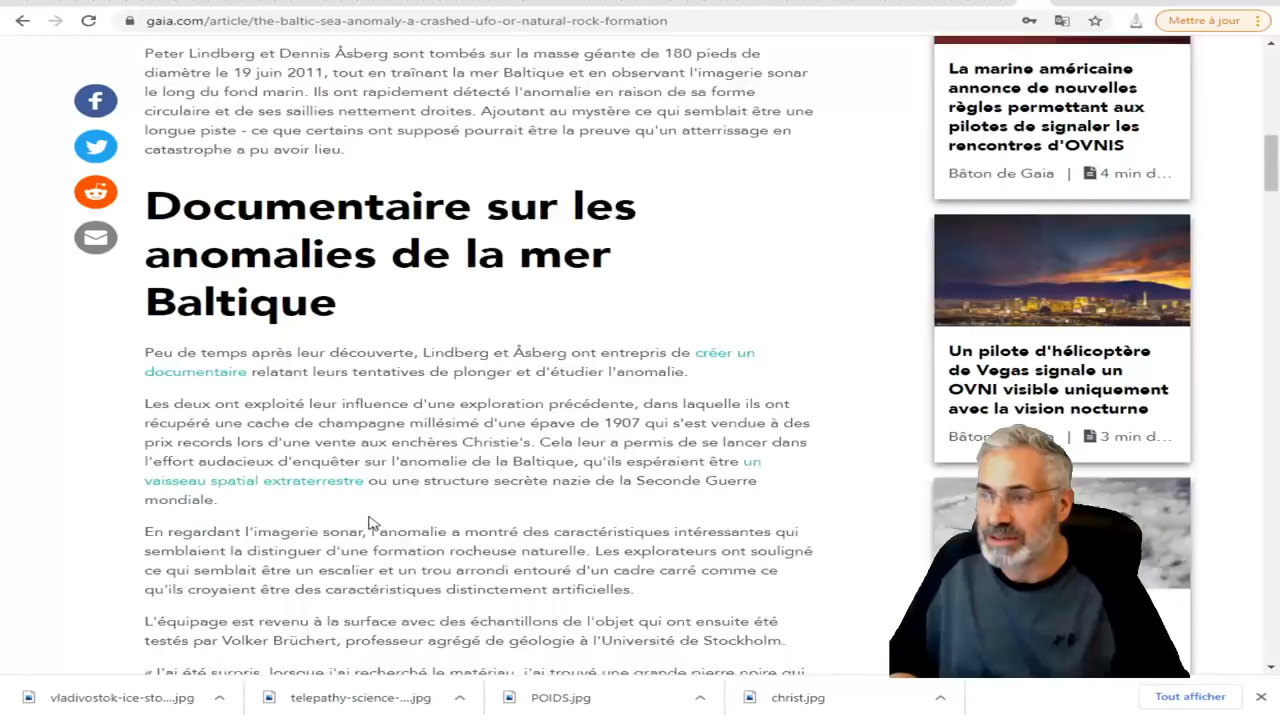 gaia.com/article/the-baltic-sea-anomaly-a-crashed-ufo-or-natural-rock-formation
Mettre à jour
Peter Lindberg et Dennis Åsberg sont tombés sur la masse géante de 180 pieds de
diamètre le 19 juin 2011, tout en traînant la mer Baltique et en observant l'imagerie sonar
le long du fond marin. Ils ont rapidement détecté l'anomalie en raison de sa forme
circulaire et de ses saillies nettement droites. Ajoutant au mystère ce qui semblait être une
longue piste - ce que certains ont supposé pourrait être la preuve qu'un atterrissage en
catastrophe a pu avoir lieu.
Documentaire sur les
anomalies de la mer
Baltique
Peu de temps après leur découverte, Lindberg et Åsberg ont entrepris de créer un
documentaire relatant leurs tentatives de plonger et d'étudier l'anomalie.
Les deux ont exploité leur influence d'une exploration précédente, dans laquelle ils ont
récupéré une cache de champagne millésimé d'une épave de 1907 qui s'est vendue à des
prix records lors d'une vente aux enchères Christie's. Cela leur a permis de se lancer dans
l'effort audacieux d'enquêter sur l'anomalie de la Baltique, qu'ils espéraient être un
vaisseau spatial extraterrestre ou une structure secrète nazie de la Seconde Guerre
mondiale.
En regardant l'imagerie sonar, l'anomalie a montré des caractéristiques intéressantes qui
semblaient la distinguer d'une formation rocheuse naturelle. Les explorateurs ont souligné
ce qui semblait être un escalier et un trou arrondi entouré d'un cadre carré comme ce
qu'ils croyaient être des caractéristiques distinctement artificielles.
L'équipage est revenu à la surface avec des échantillons de l'objet qui ont ensuite été
testés par Volker Brüchert, professeur agrégé de géologie à l'Université de Stockholm.
« J'ai été surpris, lorsque j'ai recherché le matériau, j'ai trouvé une grande pierre noire qui
La marine américaine
annonce de nouvelles
règles permettant aux
pilotes de signaler les
rencontres d'OVNIS
Bâton de Gaia | 4 min d...
Un pilote d'hélicoptère
de Vegas signale un
OVNI visible uniquement
avec la vision nocturne
| 3 min d...
vladivostok-ice-sto....jpg
telepathy-science-....jpg
POIDS.jpg
christ.jpg
Tout afficher